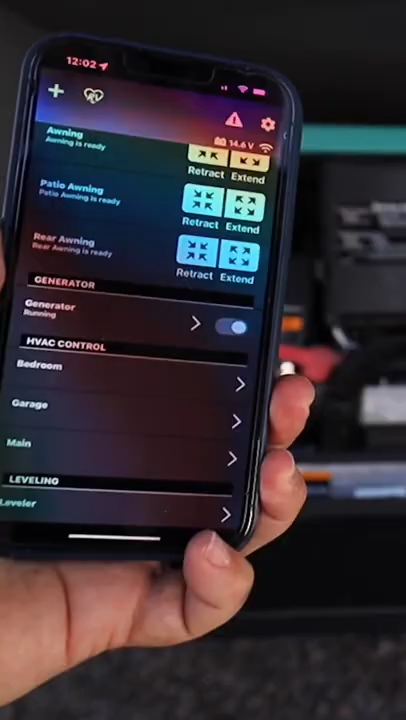 12:02
14.6 V
Awning
Awning is ready
Retract Extend
Patio Awning
Patio Awning is ready
Retract Extend
Rear Awning
Rear Awning is ready
Retract Extend
GENERATOR
Generator
Running
HVAC CONTROL
Bedroom
Garage
Main
LEVELING
Leveler